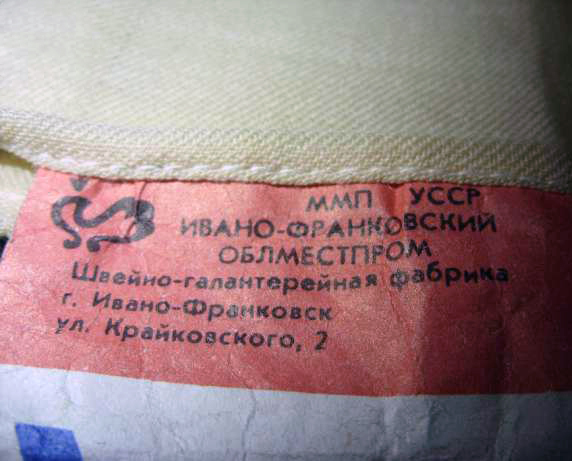 ММП УССР
ИВАНО-ФРАНКОВСКИЙ
ОБЛМЕСТПРОМ
Швейно-галантерейная фабрика
г. Ивано-Франковск
ул. Крайковского, 2